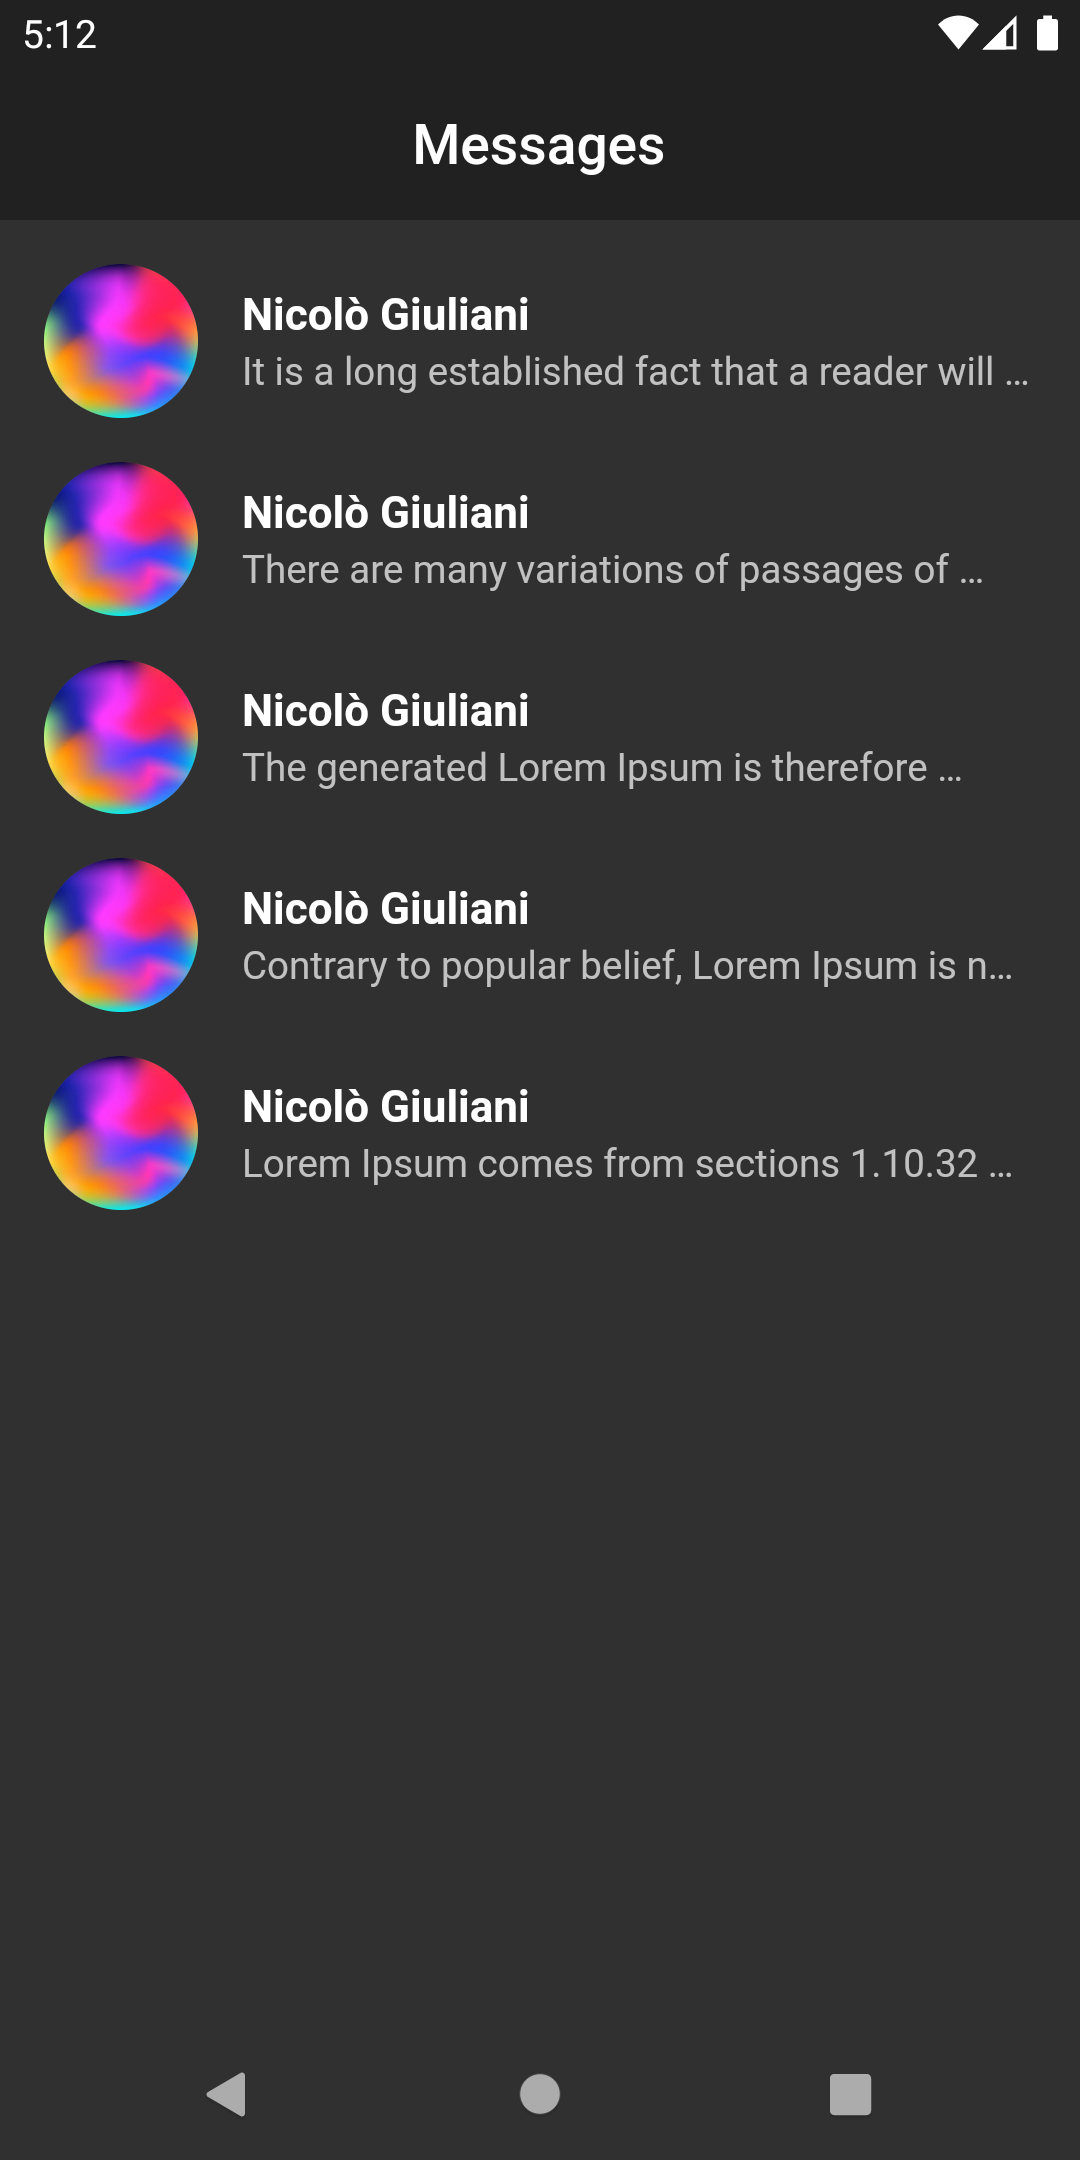 5:12
Messages
Nicolò Giuliani
It is a long established fact that a reader will ...
Nicolò Giuliani
There are many variations of passages of ...
Nicolò Giuliani
The generated Lorem Ipsum is therefore ...
Nicolò Giuliani
Contrary to popular belief, Lorem Ipsum is n...
Nicolò Giuliani
Lorem Ipsum comes from sections 1.10.32 ...